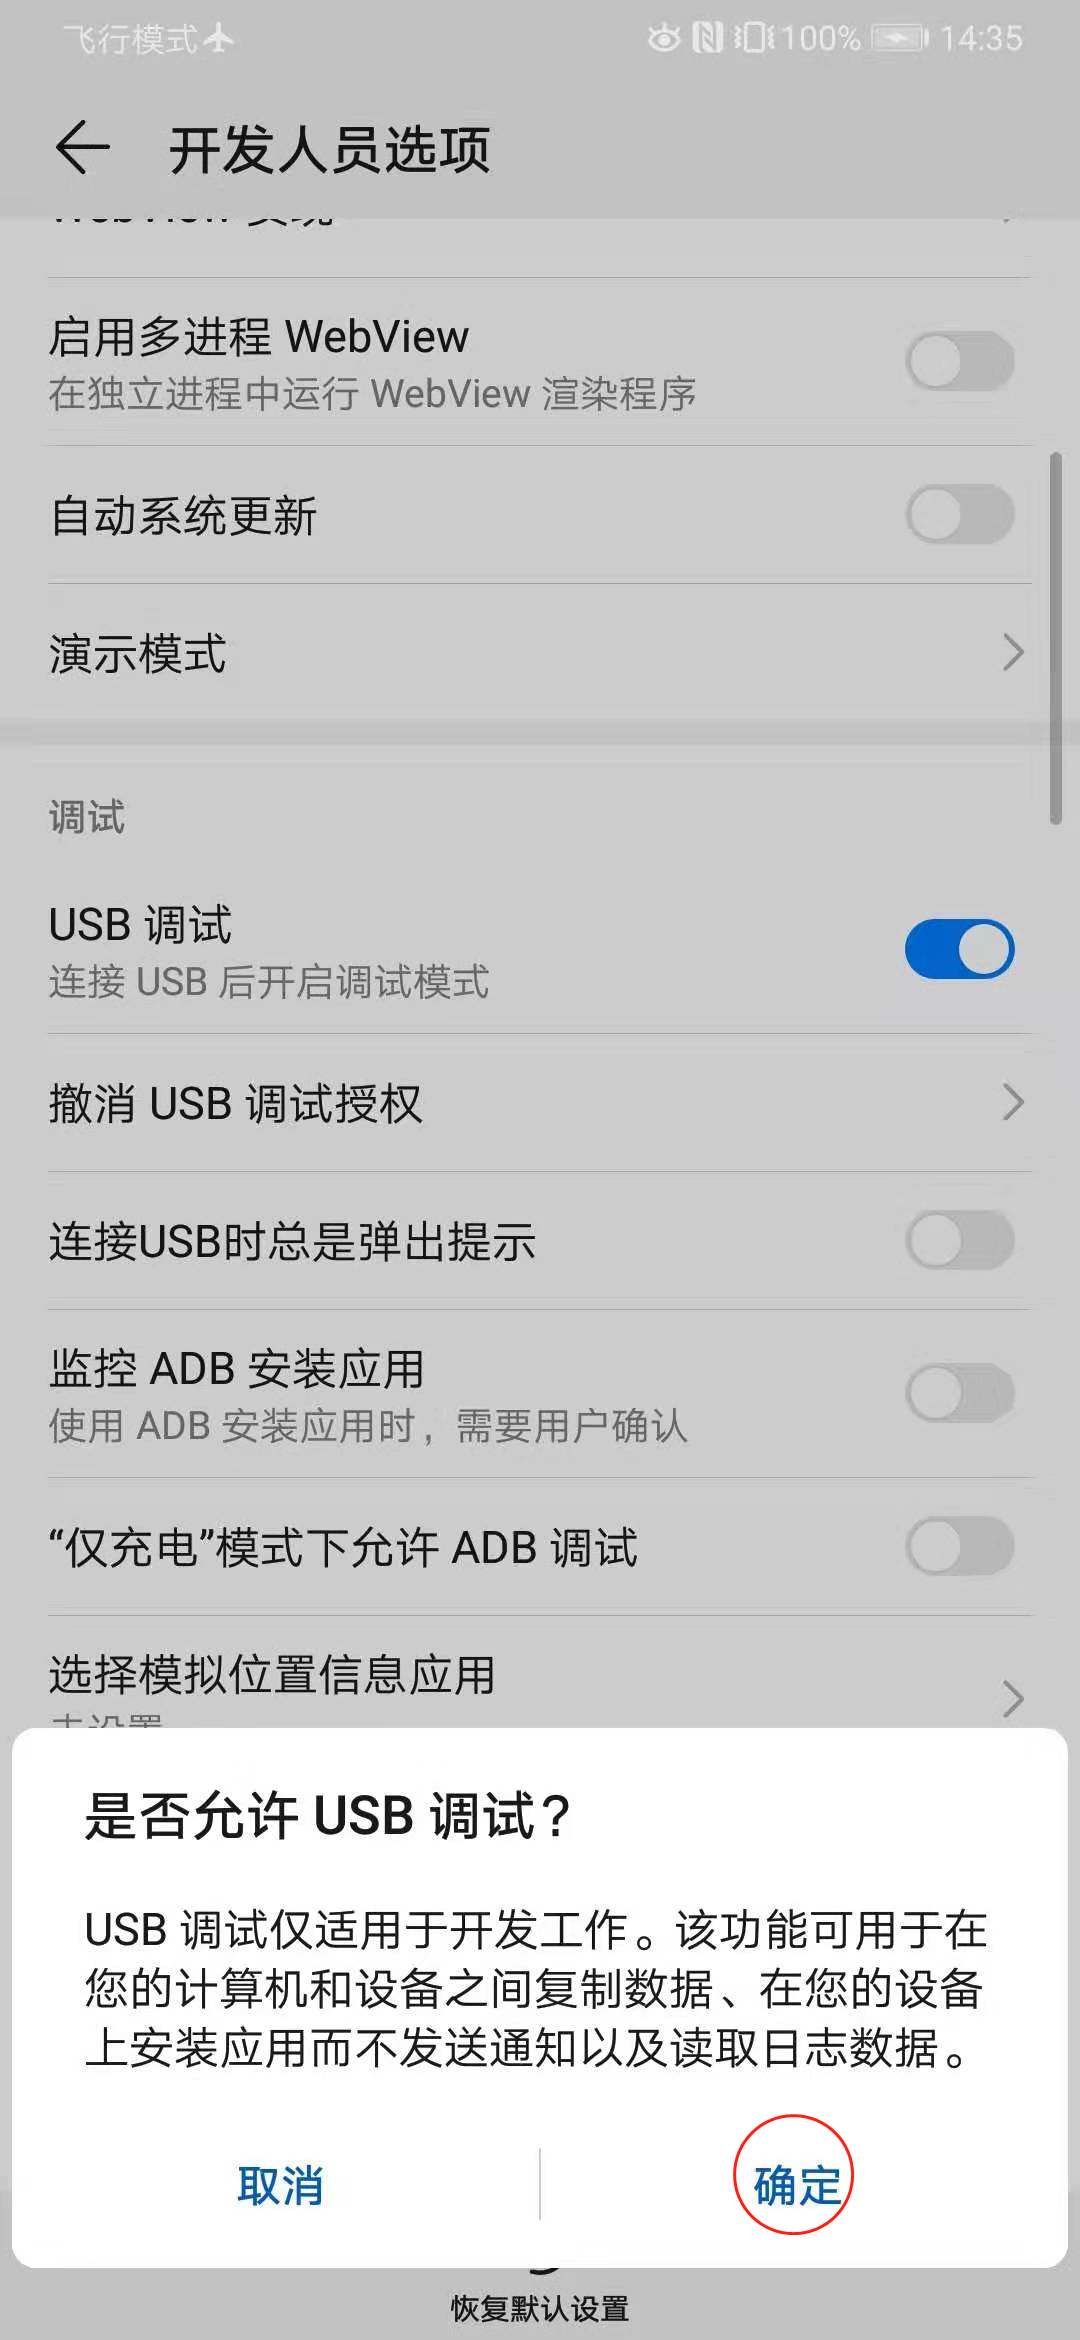 飞行模式
100% 14:35
开发人员选项
WebView 实现
启用多进程 WebView
在独立进程中运行 WebView 渲染程序
自动系统更新
演示模式
调试
USB 调试
连接 USB 后开启调试模式
撤消 USB 调试授权
连接USB时总是弹出提示
监控 ADB 安装应用
使用 ADB 安装应用时，需要用户确认
“仅充电”模式下允许 ADB 调试
选择模拟位置信息应用
未设置
是否允许 USB 调试？
USB 调试仅适用于开发工作。该功能可用于在
您的计算机和设备之间复制数据、在您的设备
上安装应用而不发送通知以及读取日志数据。
取消
确定
恢复默认设置